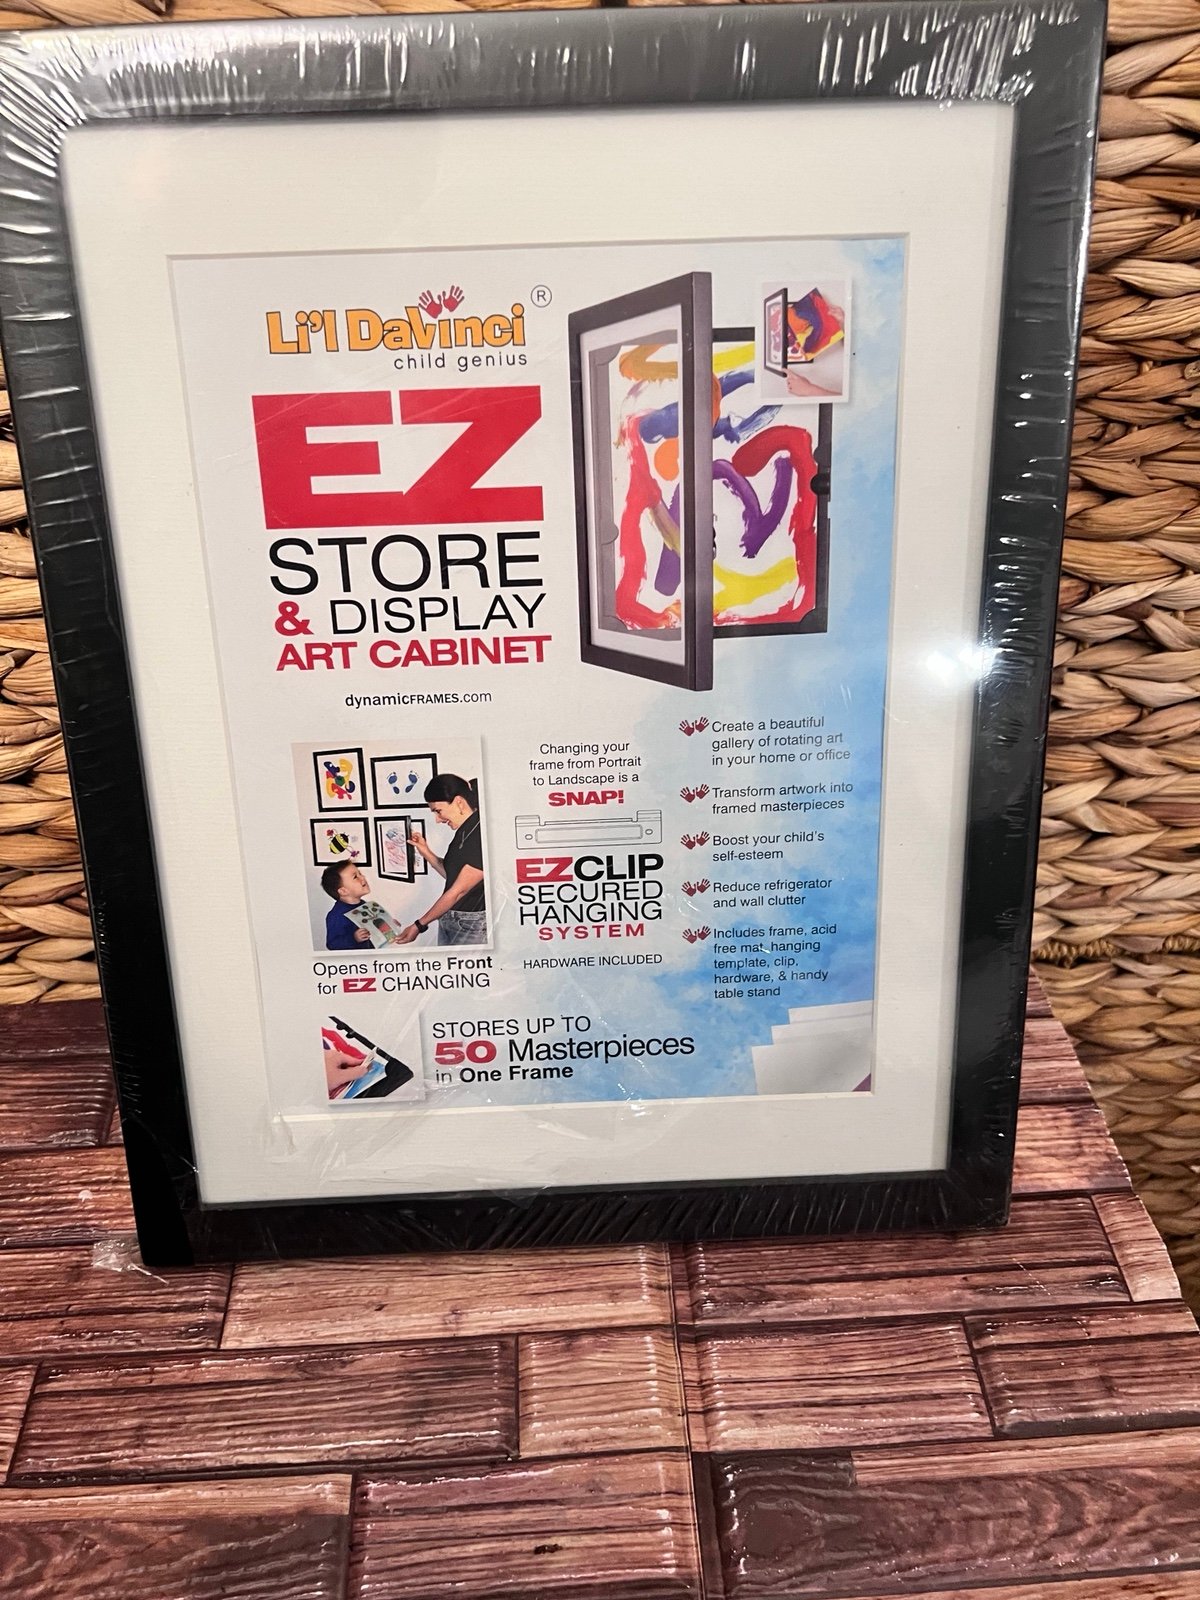 Li'l DaVinci ®
child genius
EZ
STORE
& DISPLAY
ART CABINET
dynamicFRAMES.com
Changing your
frame from Portrait
to Landscape is a
SNAP!
EZCLIP
SECURED
HANGING
SYSTEM
HARDWARE INCLUDED
Opens from the Front
for EZ CHANGING
Create a beautiful
gallery of rotating art
in your home or office
Transform artwork into
framed masterpieces
Boost your child's
self-esteem
Reduce refrigerator
and wall clutter
Includes frame, acid
free mat, hanging
template, clip,
hardware, & handy
table stand
STORES UP TO
50 Masterpieces
in One Frame